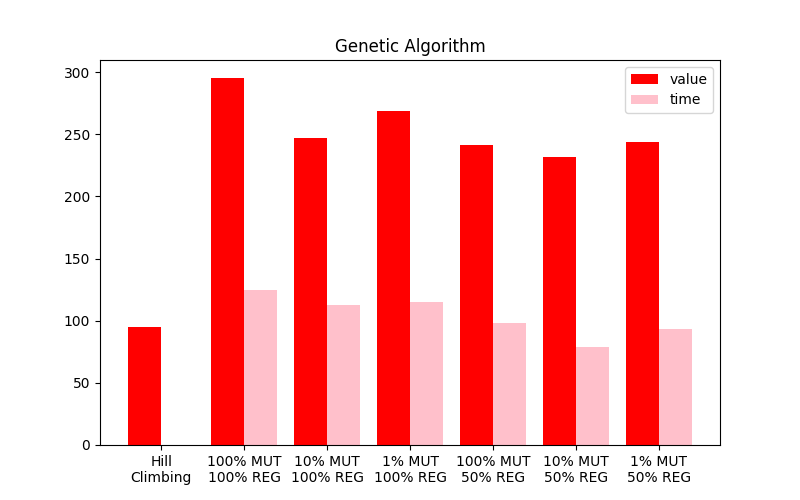 Genetic Algorithm
value
time
300
250
200
150
100
50
0
Hill
Climbing
100% MUT
100% REG
10% MUT
100% REG
1% MUT
100% REG
100% MUT
50% REG
10% MUT
50% REG
1% MUT
50% REG